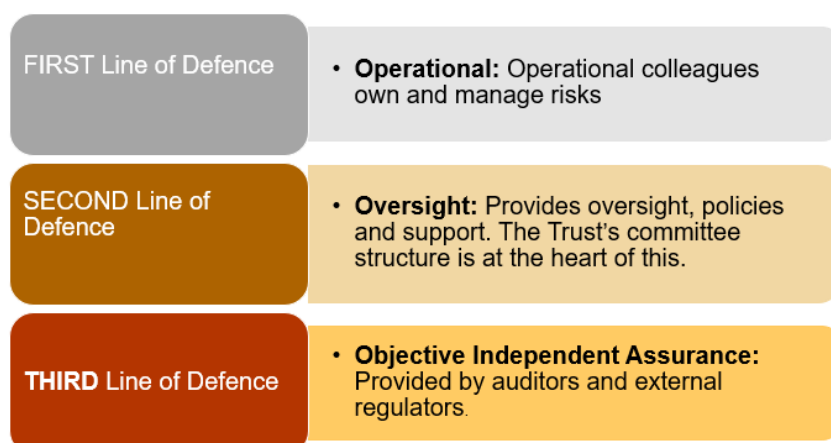 FIRST Line of Defence
• Operational: Operational colleagues
own and manage risks
SECOND Line of
Defence
• Oversight: Provides oversight, policies
and support. The Trust’s committee
structure is at the heart of this.
THIRD Line of Defence
• Objective Independent Assurance:
Provided by auditors and external
regulators.